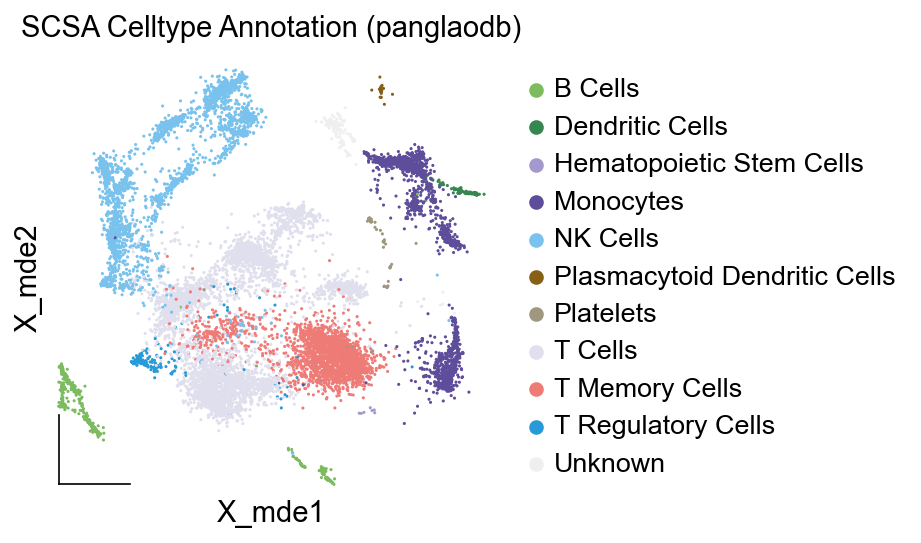 SCSA Celltype Annotation (panglaodb)
B Cells
Dendritic Cells
Hematopoietic Stem Cells
Monocytes
NK Cells
Plasmacytoid Dendritic Cells
Platelets
T Cells
T Memory Cells
T Regulatory Cells
Unknown
X_mde2
X_mde1